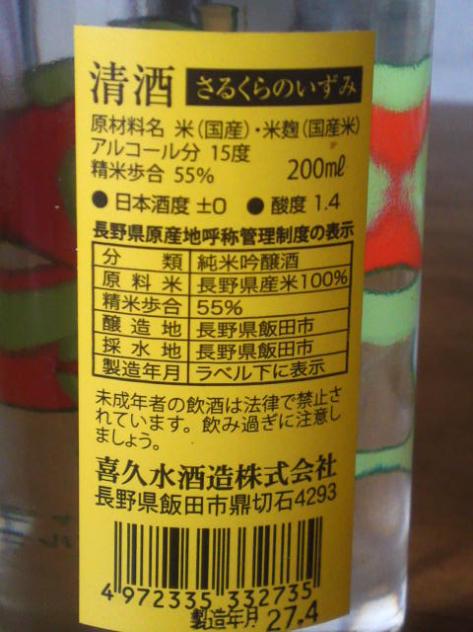 清酒 さるくらのいずみ
原材料名 米(国産)・米麹(国産米)
アルコール分 15度
精米歩合 55% 200mℓ
● 日本酒度 ±0 ● 酸度 1.4
長野県原産地呼称管理制度の表示
分類 純米吟醸酒
原料米 長野県産米100%
精米歩合 55%
醸造地 長野県飯田市
採水地 長野県飯田市
製造年月 ラベル下に表示
未成年者の飲酒は法律で禁止さ
れています。飲み過ぎに注意し
ましょう。
喜久水酒造株式会社
長野県飯田市鼎切石4293
4 972335 332735
製造年月 27.4